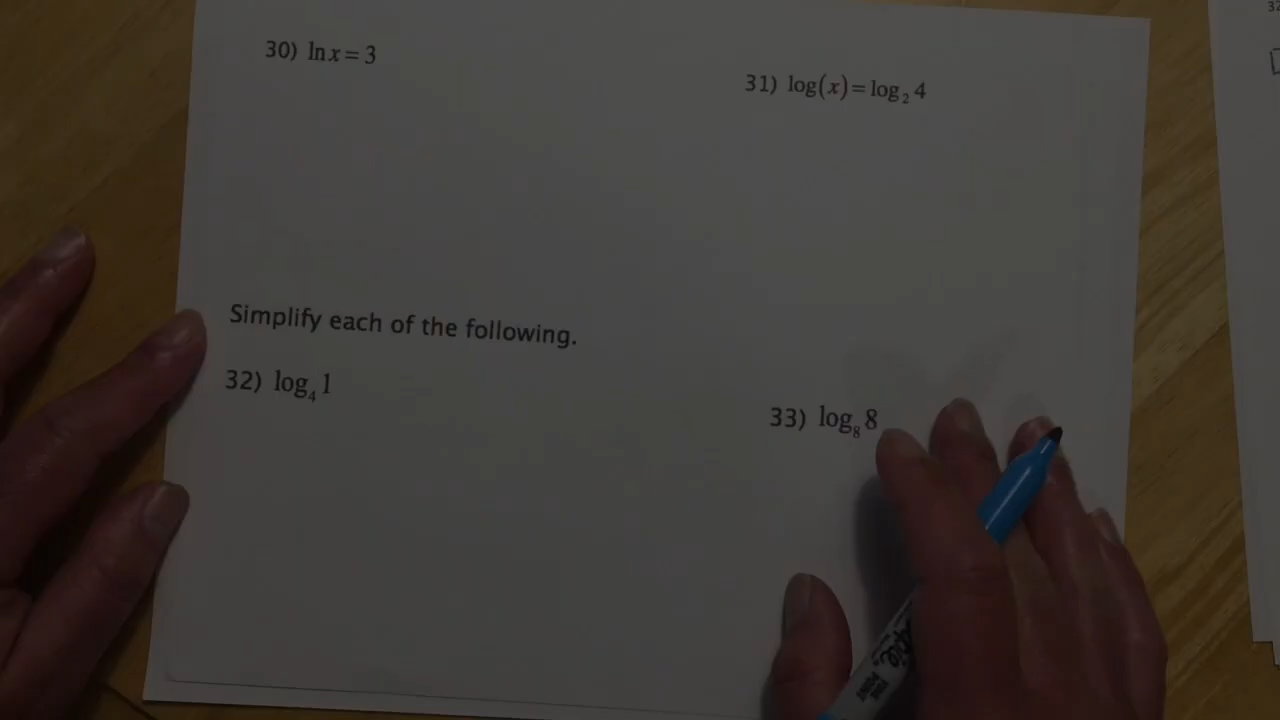 30) ln x = 3
31) log(x) = log₂ 4
Simplify each of the following.
32) log₄ 1
33) log₈ 8